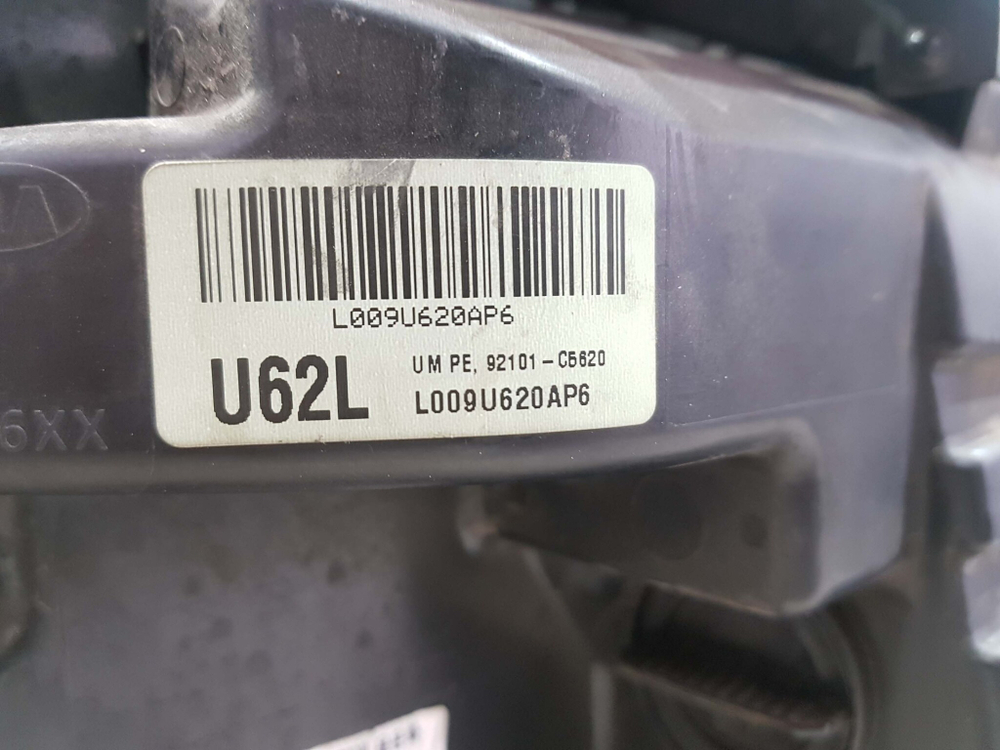 L009U620AP6
U62L
UM PE, 92101-C5620
L009U620AP6
6XX